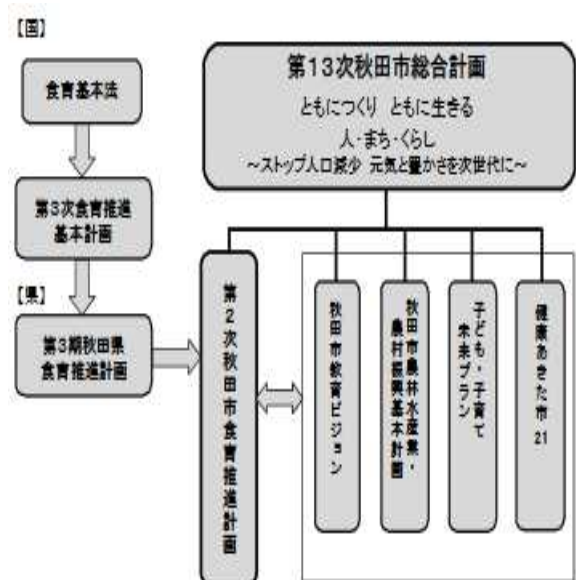 【国】
食育基本法
第3次食育推進
基本計画
【県】
第3期秋田県
食育推進計画
第13次秋田市総合計画
ともにつくり ともに生きる
人・まち・くらし
~ストップ人口減少 元気と豊かさを次世代に~
第2次秋田市食育推進計画
秋田市教育ビジョン
秋田市農林水産業・
農村振興基本計画
子ども・子育て
未来プラン
健康あきた市21